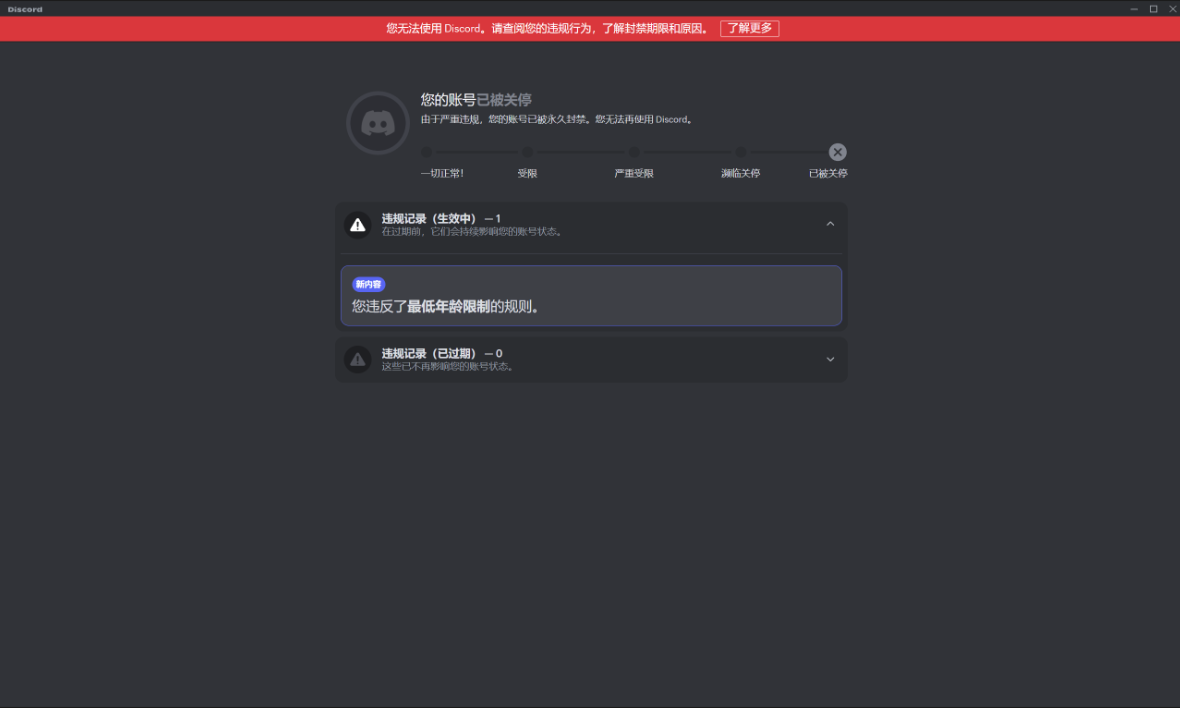 Discord
您无法使用 Discord。请查阅您的违规行为，了解封禁期限和原因。 了解更多
您的账号已被关停
由于严重违规，您的账号已被永久封禁。您无法再使用 Discord。
一切正常！ 受限 严重受限 濒临关停 已被关停
违规记录（生效中） — 1
在过期前，它们会持续影响您的账号状态。
新内容
您违反了最低年龄限制的规则。
违规记录（已过期） — 0
这些已不再影响您的账号状态。